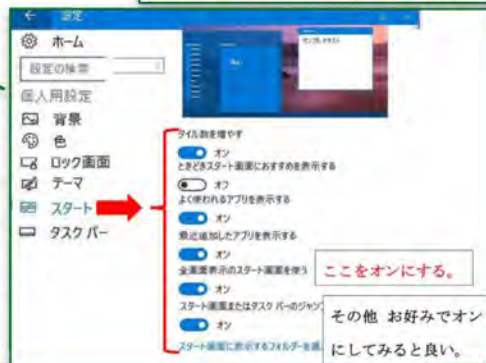 設定
ホーム
設定の検索
個人用設定
背景
色
ロック画面
テーマ
スタート
タスク バー
タイル数を増やす
オン
ときどきスタート画面におすすめを表示する
オフ
よく使われるアプリを表示する
オン
最近追加したアプリを表示する
オン
全画面表示のスタート画面を使う
オン
スタート画面またはタスク バーのジャンプ
オン
スタート画面に表示するフォルダーを選
ここをオンにする。
その他 お好みでオン
にしてみると良い。